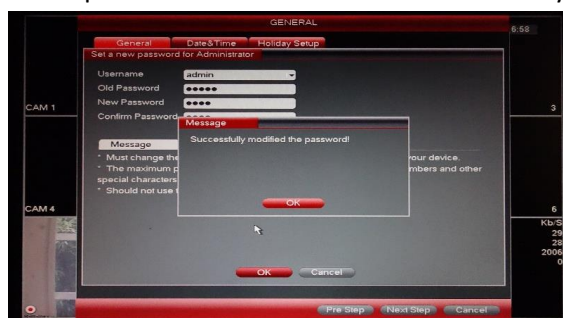 GENERAL
6:58
General Date&Time Holiday Setup
Set a new password for Administrator
Username admin
Old Password ●●●●●
New Password ●●●●
Confirm Password
CAM 1
3
Message
Successfully modified the password!
OK
Message
* Must change the your device.
* The maximum mbers and other
special characters
* Should not use
CAM 4
6
Kb/S
29
28
2006
0
OK Cancel
Pre Step Next Step Cancel